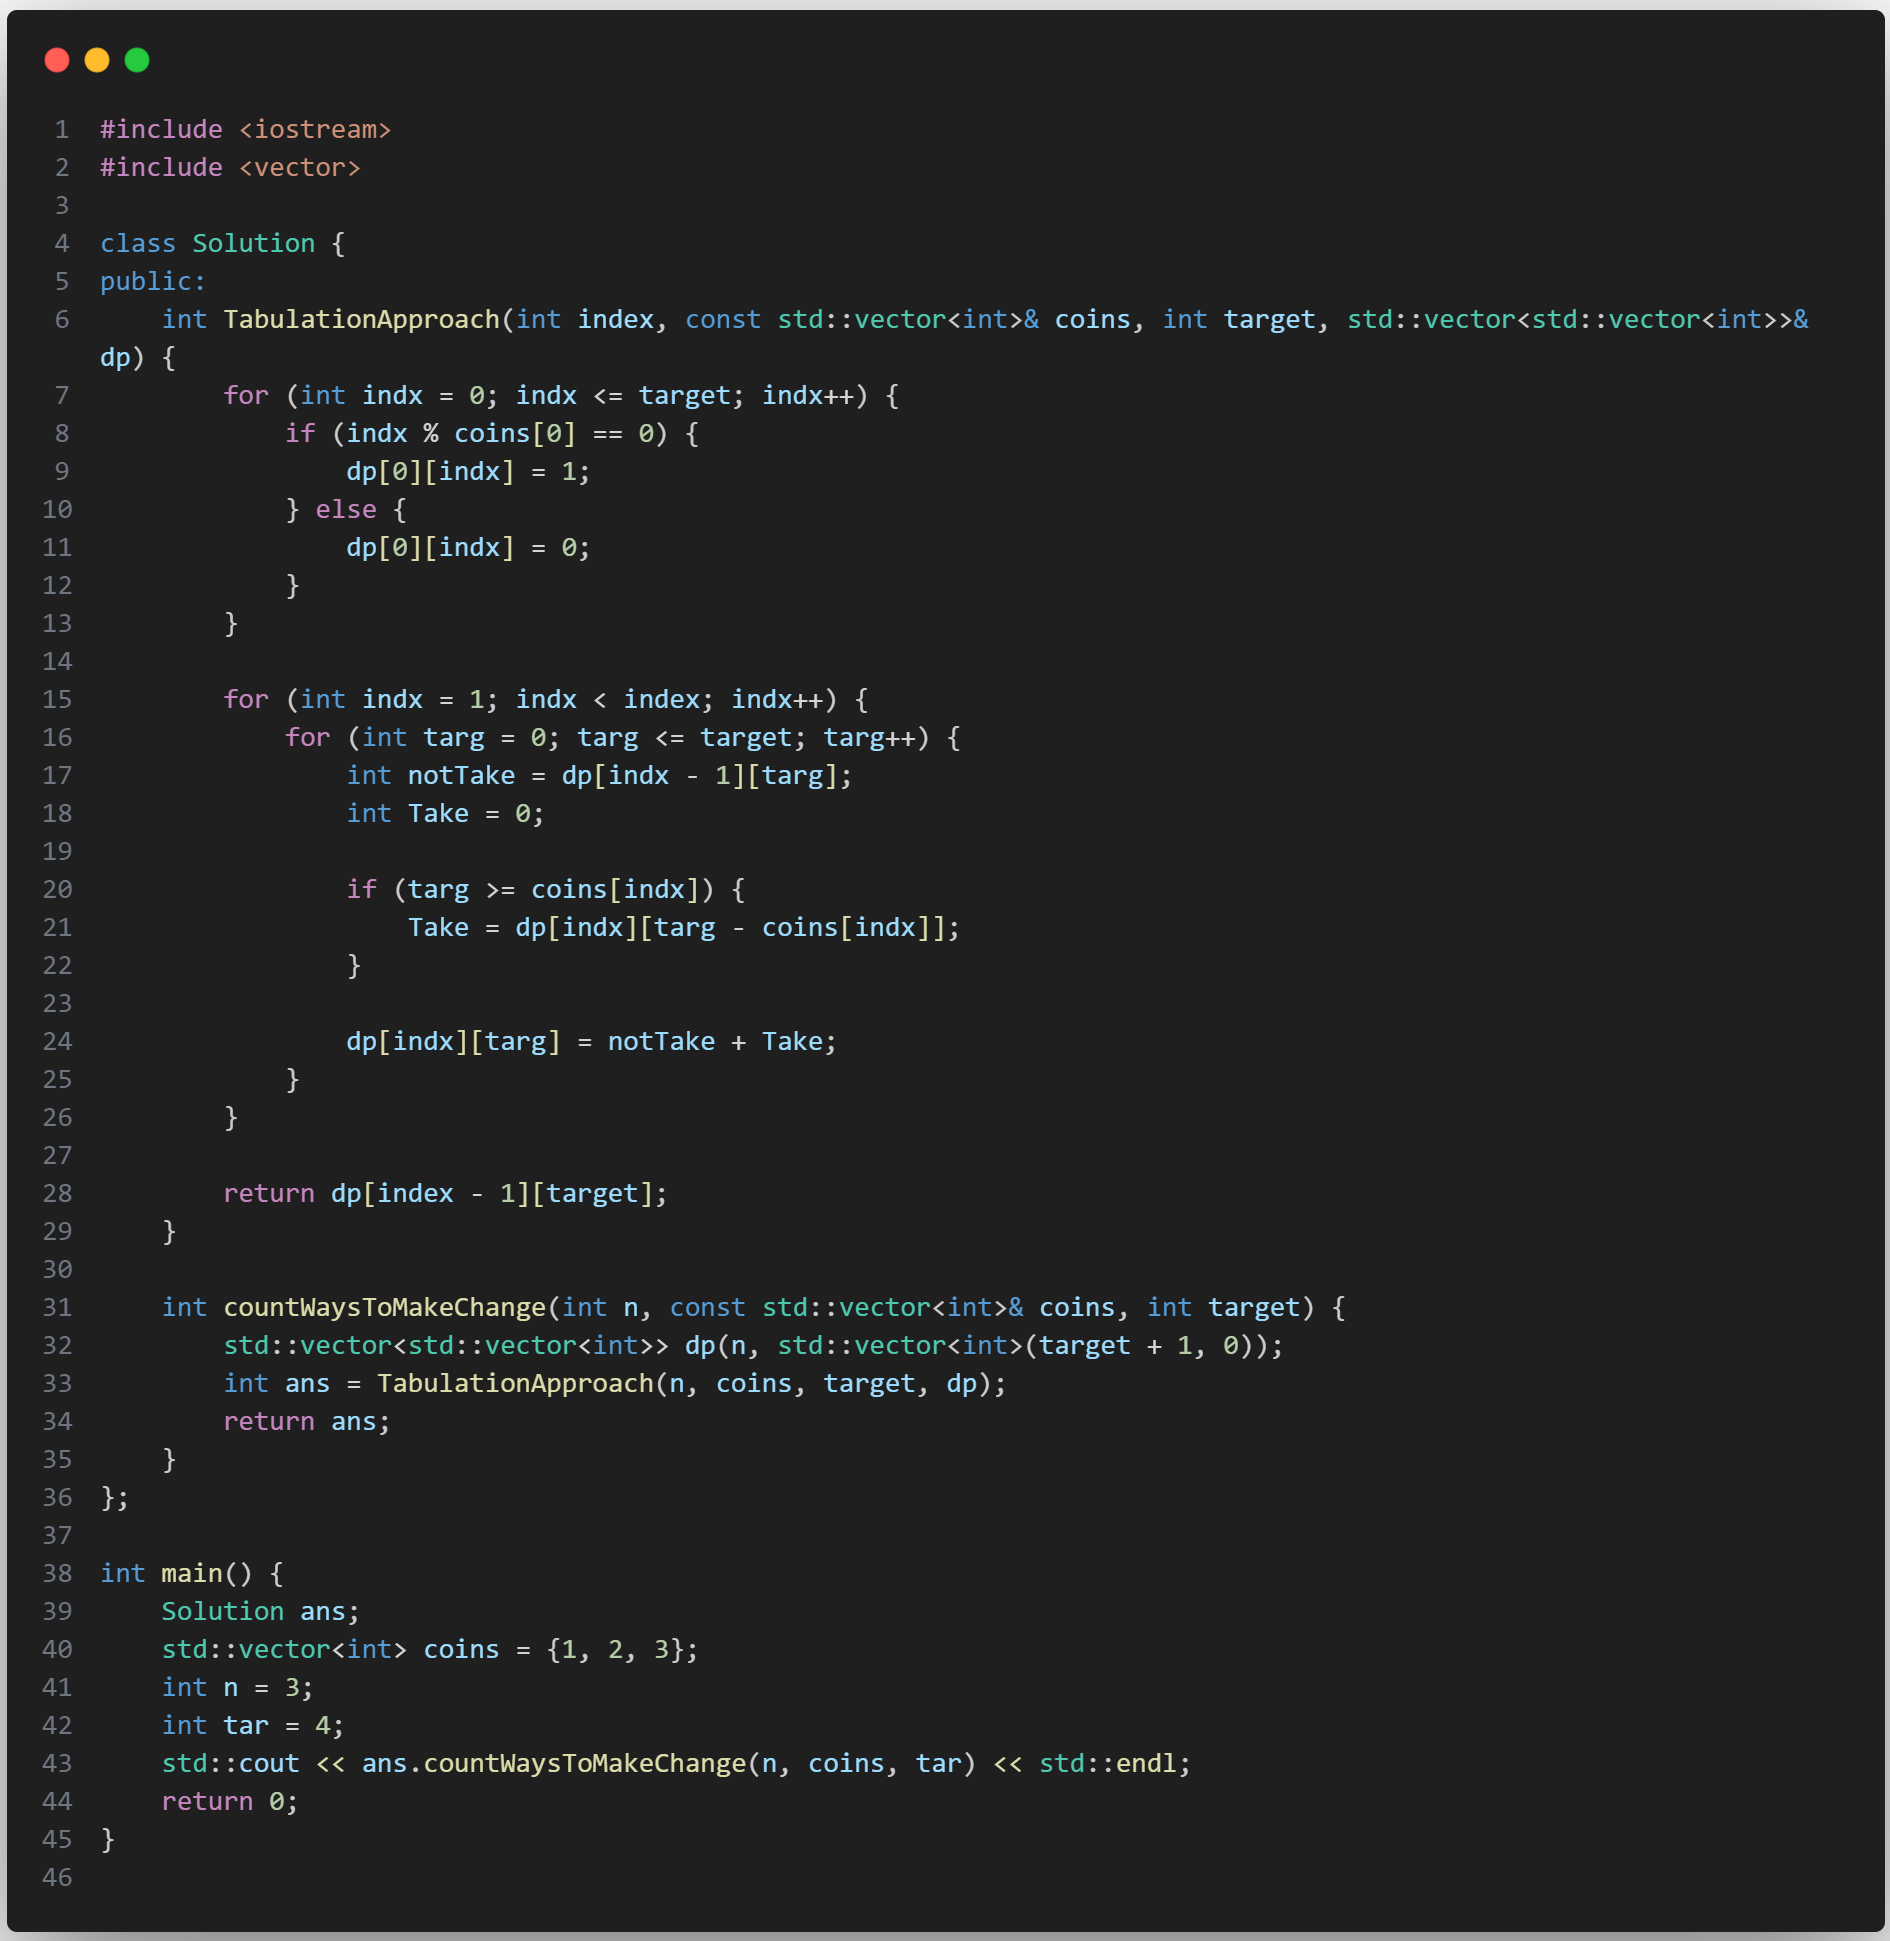 1 #include <iostream>
2 #include <vector>
3
4 class Solution {
5 public:
6     int TabulationApproach(int index, const std::vector<int>& coins, int target, std::vector<std::vector<int>>&
dp) {
7         for (int indx = 0; indx <= target; indx++) {
8             if (indx % coins[0] == 0) {
9                 dp[0][indx] = 1;
10             } else {
11                 dp[0][indx] = 0;
12             }
13         }
14
15         for (int indx = 1; indx < index; indx++) {
16             for (int targ = 0; targ <= target; targ++) {
17                 int notTake = dp[indx - 1][targ];
18                 int Take = 0;
19
20                 if (targ >= coins[indx]) {
21                     Take = dp[indx][targ - coins[indx]];
22                 }
23
24                 dp[indx][targ] = notTake + Take;
25             }
26         }
27
28         return dp[index - 1][target];
29     }
30
31     int countWaysToMakeChange(int n, const std::vector<int>& coins, int target) {
32         std::vector<std::vector<int>> dp(n, std::vector<int>(target + 1, 0));
33         int ans = TabulationApproach(n, coins, target, dp);
34         return ans;
35     }
36 };
37
38 int main() {
39     Solution ans;
40     std::vector<int> coins = {1, 2, 3};
41     int n = 3;
42     int tar = 4;
43     std::cout << ans.countWaysToMakeChange(n, coins, tar) << std::endl;
44     return 0;
45 }
46